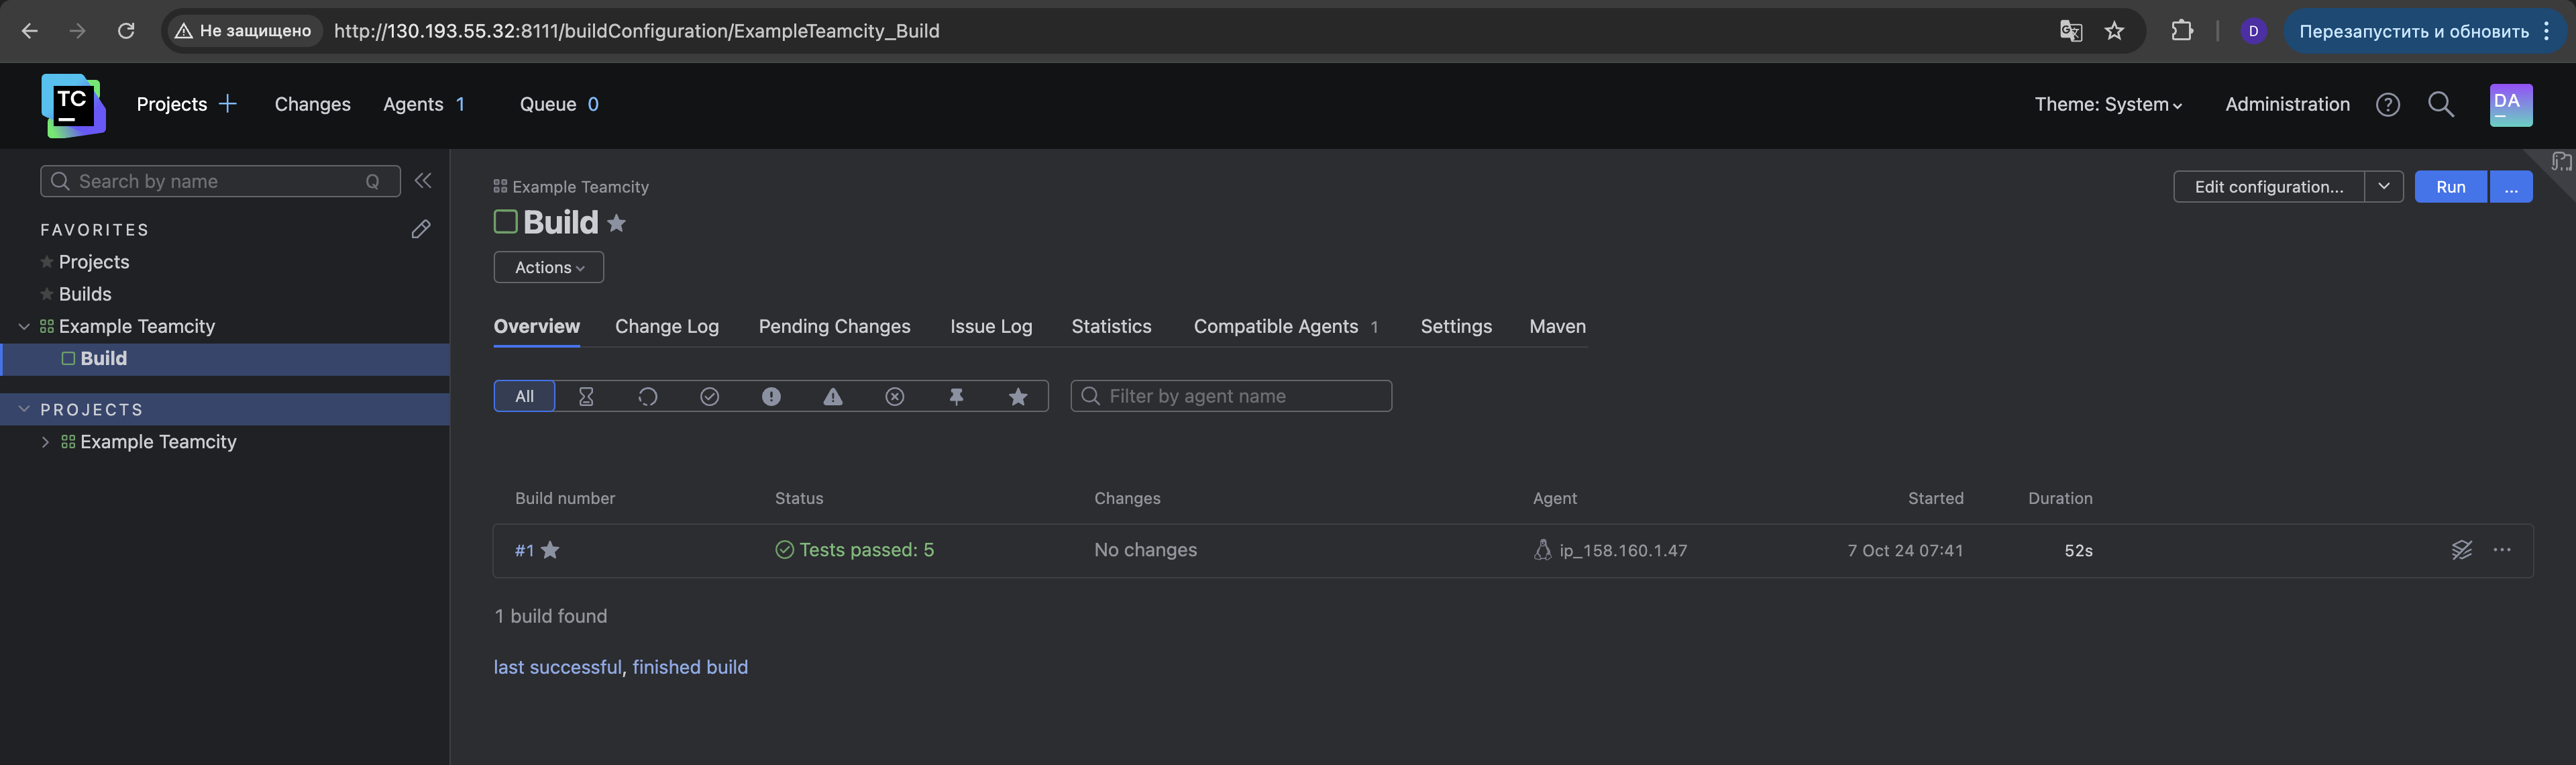 Не защищено http://130.193.55.32:8111/buildConfiguration/ExampleTeamcity_Build D Перезапустить и обновить
TC Projects Changes Agents 1 Queue 0 Theme: System Administration ? DA
Search by name Q
FAVORITES
Projects
Builds
Example Teamcity
Build
PROJECTS
Example Teamcity
Example Teamcity
Build
Edit configuration... Run ...
Actions
Overview Change Log Pending Changes Issue Log Statistics Compatible Agents 1 Settings Maven
All Filter by agent name
Build number Status Changes Agent Started Duration
#1 Tests passed: 5 No changes ip_158.160.1.47 7 Oct 24 07:41 52s
1 build found
last successful, finished build